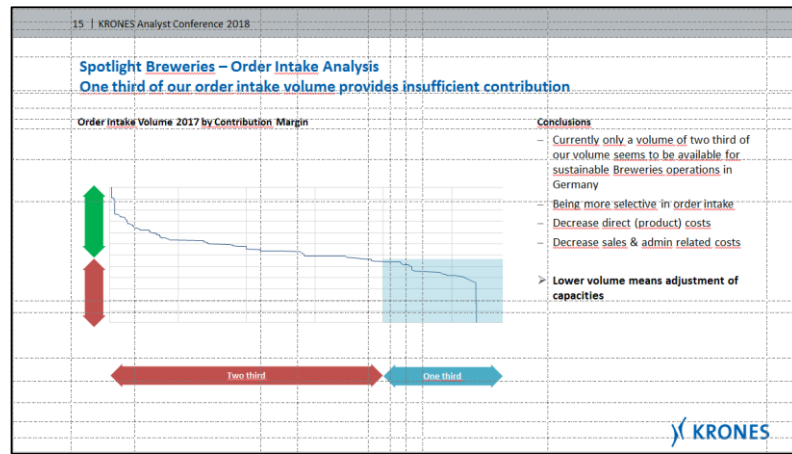 15 | KRONES Analyst Conference 2018
Spotlight Breweries – Order Intake Analysis
One third of our order intake volume provides insufficient contribution
Order Intake Volume 2017 by Contribution Margin
Two third
One third
Conclusions
– Currently only a volume of two third of
our volume seems to be available for
sustainable Breweries operations in
Germany
– Being more selective in order intake
– Decrease direct (product) costs
– Decrease sales & admin related costs
➢ Lower volume means adjustment of
capacities
KRONES